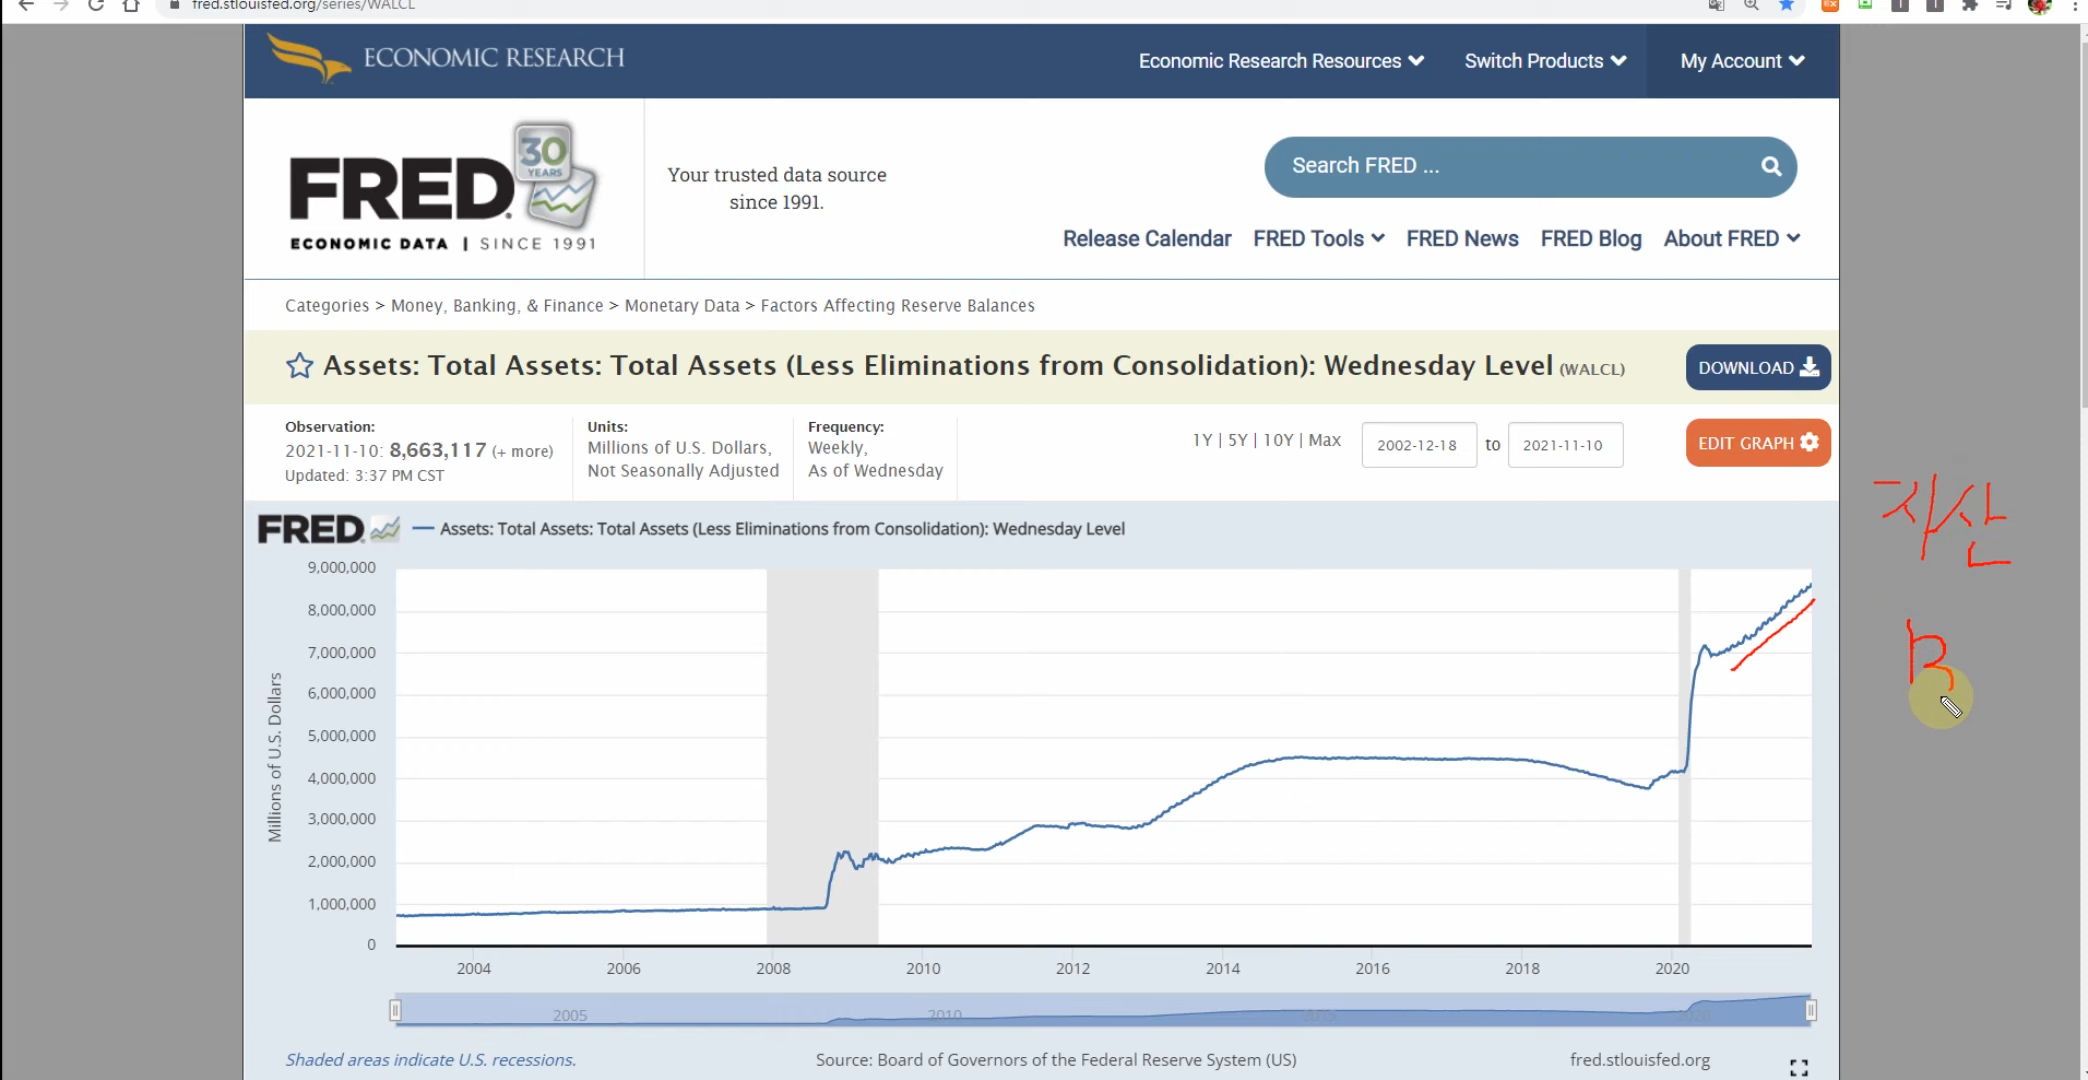 fred.stlouisfed.org/series/WALCL
ECONOMIC RESEARCH
Economic Research Resources
Switch Products
My Account
FRED
30
YEARS
ECONOMIC DATA | SINCE 1991
Your trusted data source
since 1991.
Search FRED ...
Release Calendar
FRED Tools
FRED News
FRED Blog
About FRED
Categories > Money, Banking, & Finance > Monetary Data > Factors Affecting Reserve Balances
Assets: Total Assets: Total Assets (Less Eliminations from Consolidation): Wednesday Level (WALCL)
DOWNLOAD
Observation:
2021-11-10: 8,663,117 (+ more)
Updated: 3:37 PM CST
Units:
Millions of U.S. Dollars,
Not Seasonally Adjusted
Frequency:
Weekly,
As of Wednesday
1Y | 5Y | 10Y | Max
2002-12-18 to 2021-11-10
EDIT GRAPH
자산
FRED
Assets: Total Assets: Total Assets (Less Eliminations from Consolidation): Wednesday Level
9,000,000
8,000,000
7,000,000
6,000,000
5,000,000
4,000,000
3,000,000
2,000,000
1,000,000
0
Millions of U.S. Dollars
2004 2006 2008 2010 2012 2014 2016 2018 2020
2005 2010 2015 2020
Shaded areas indicate U.S. recessions.
Source: Board of Governors of the Federal Reserve System (US)
fred.stlouisfed.org